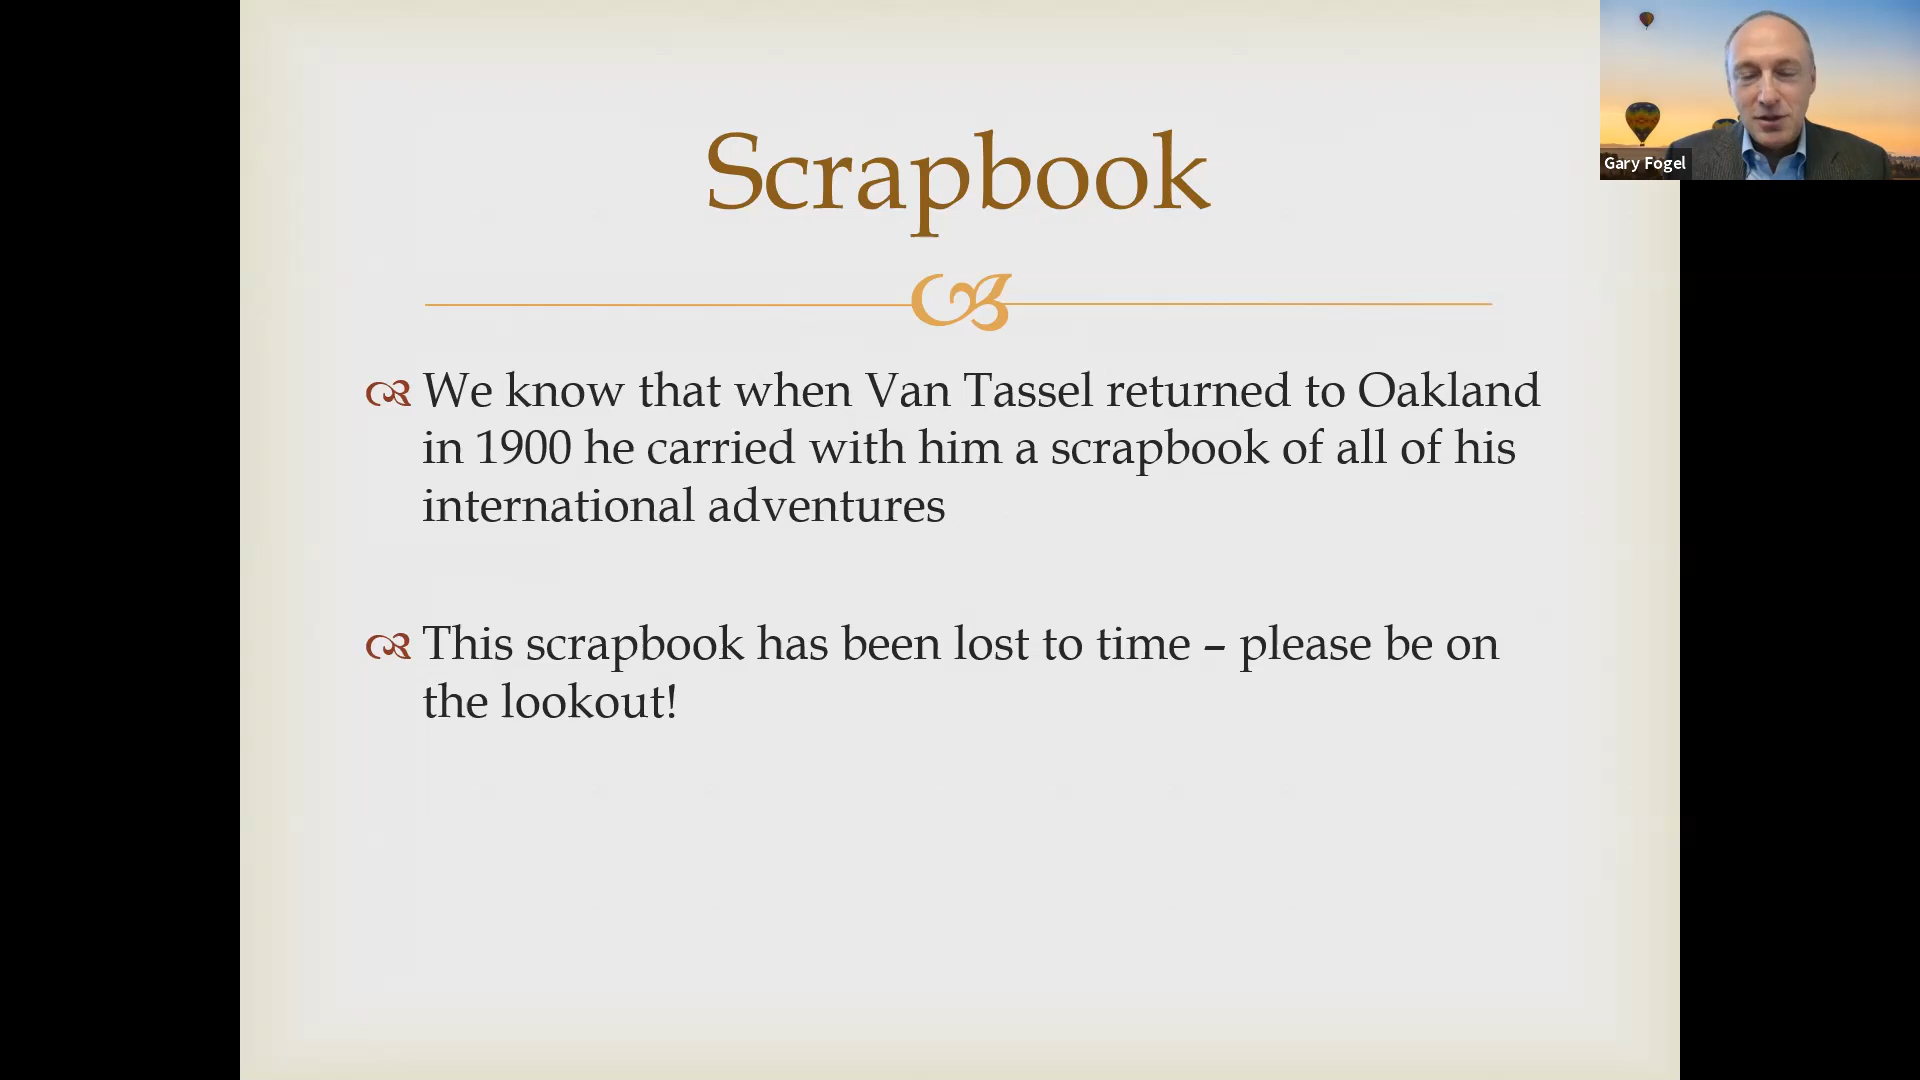 Scrapbook
We know that when Van Tassel returned to Oakland
in 1900 he carried with him a scrapbook of all of his
international adventures
This scrapbook has been lost to time – please be on
the lookout!
Gary Fogel